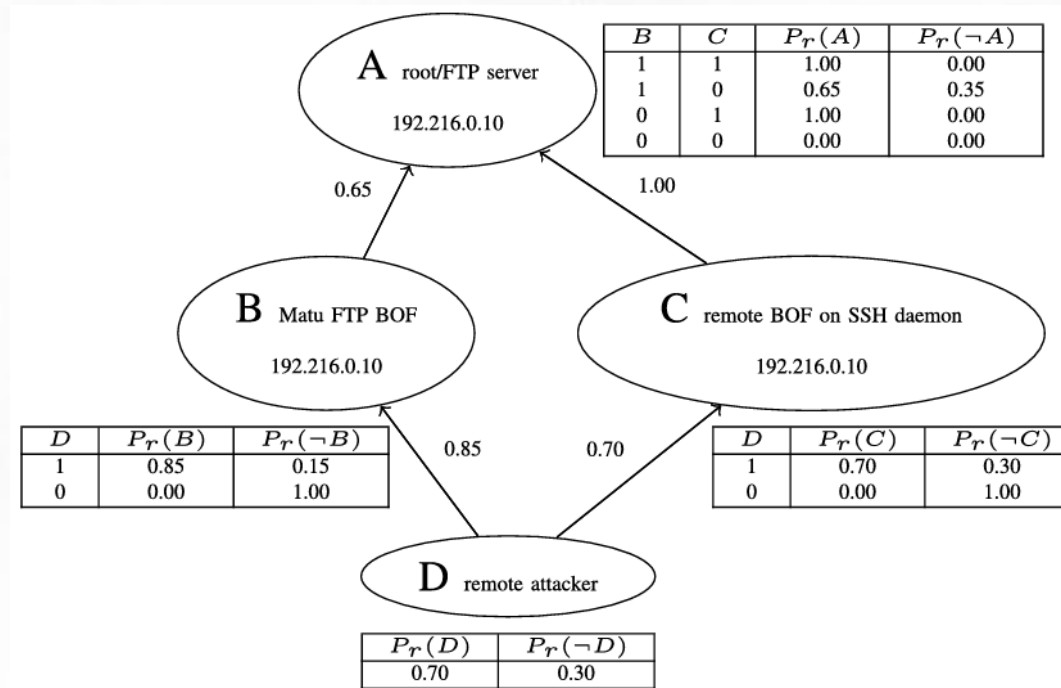 A root/FTP server
192.216.0.10
B C Pr(A) Pr(¬A)
1 1 1.00 0.00
1 0 0.65 0.35
0 1 1.00 0.00
0 0 0.00 0.00
0.65
1.00
B Matu FTP BOF
192.216.0.10
C remote BOF on SSH daemon
192.216.0.10
D Pr(B) Pr(¬B)
1 0.85 0.15
0 0.00 1.00
0.85
0.70
D Pr(C) Pr(¬C)
1 0.70 0.30
0 0.00 1.00
D remote attacker
Pr(D) Pr(¬D)
0.70 0.30